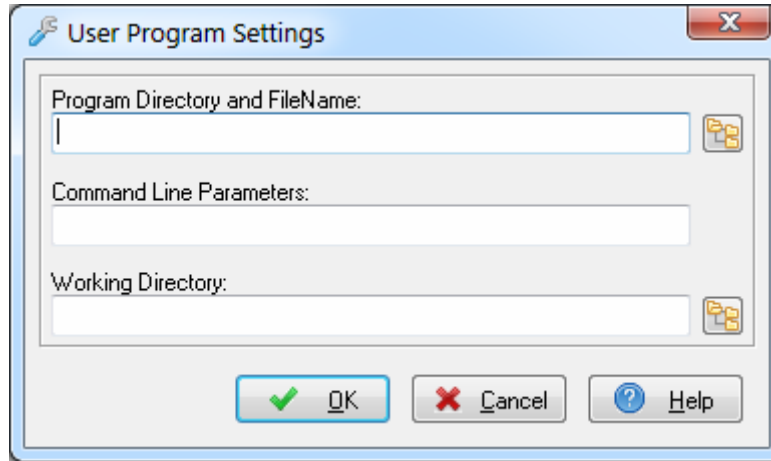 User Program Settings
Program Directory and FileName:
Command Line Parameters:
Working Directory:
OK Cancel Help